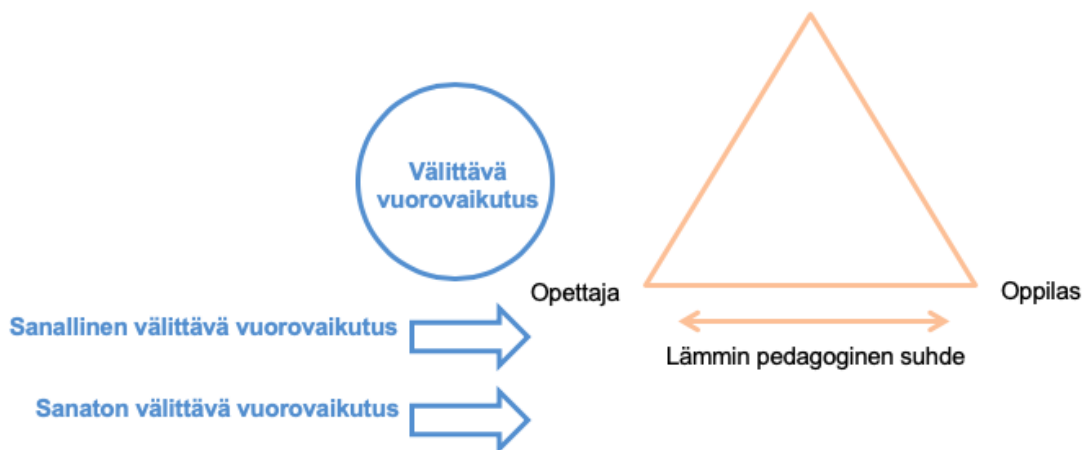 Välittävä
vuorovaikutus
Opettaja
Oppilas
Sanallinen välittävä vuorovaikutus
Lämmin pedagoginen suhde
Sanaton välittävä vuorovaikutus